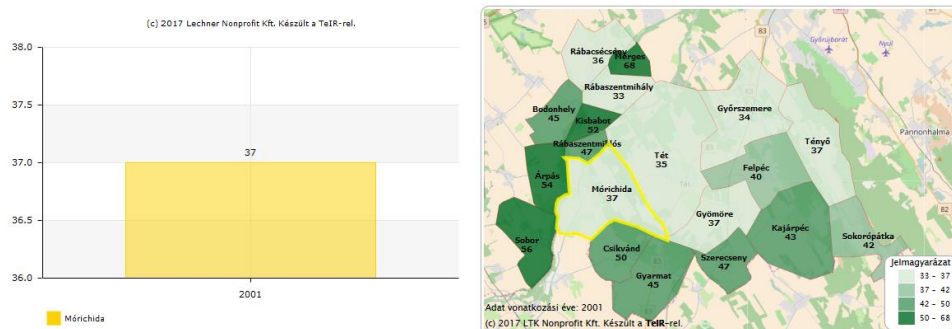 (c) 2017 Lechner Nonprofit Kft. Készült a TeIR-rel.
38.0
37.5
37.0
36.5
36.0
37
2001
Mórichida
83
Győrújbarát
Nyúl
Rábacsécsény
36
Mérges
68
Rábaszentmihály
33
Bodonhely
45
Kisbabot
52
Győrszemere
34
Rábaszentmiklós
47
Tét
35
Tényő
37
Pannonhalma
Felpéc
40
Árpás
54
Mórichida
37
Tét
Gyömöre
37
82
Kajárpéc
43
Sokorópátka
42
Sobor
56
Csikvánd
50
Szerecseny
47
Gyarmat
45
83
Jelmagyarázat
33 - 37
37 - 42
42 - 50
50 - 68
Adat vonatkozási éve: 2001
(c) 2017 LTK Nonprofit Kft. Készült a TeIR-rel.